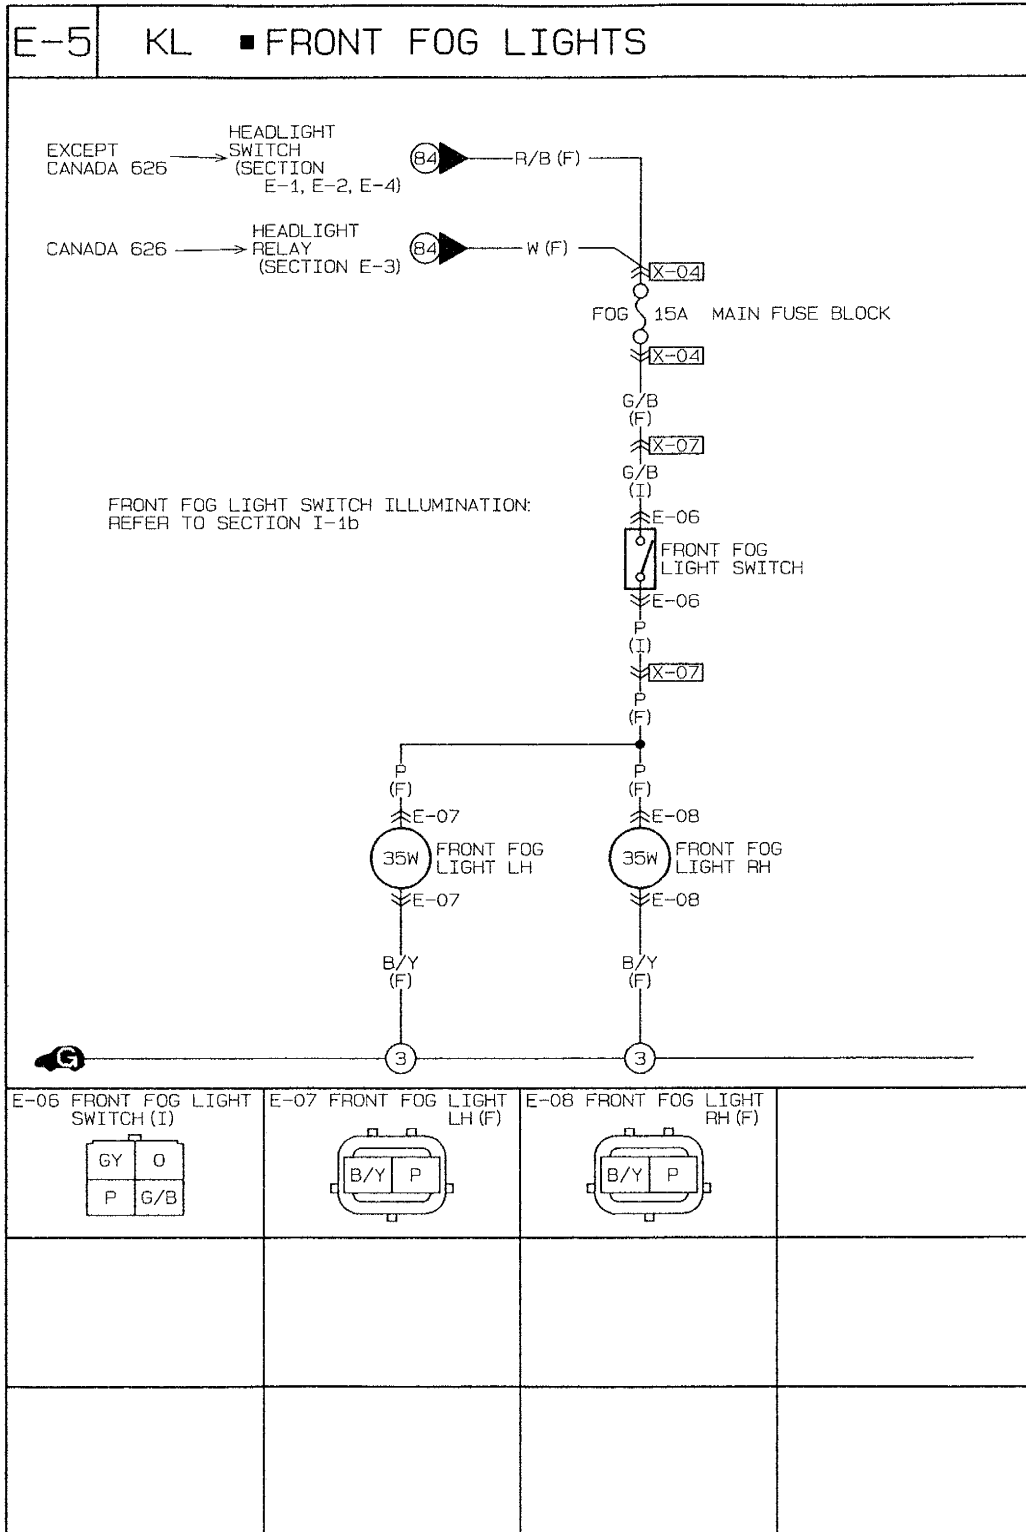 E-5 KL ■ FRONT FOG LIGHTS
EXCEPT
CANADA 626
HEADLIGHT
SWITCH
(SECTION
E-1, E-2, E-4)
84
R/B (F)
CANADA 626
HEADLIGHT
RELAY
(SECTION E-3)
84
W (F)
X-04
FOG 15A MAIN FUSE BLOCK
X-04
G/B
(F)
X-07
G/B
(I)
FRONT FOG LIGHT SWITCH ILLUMINATION:
REFER TO SECTION I-1b
E-06
FRONT FOG
LIGHT SWITCH
E-06
P
(I)
X-07
P
(F)
P
(F)
P
(F)
E-07
E-08
35W
FRONT FOG
LIGHT LH
35W
FRONT FOG
LIGHT RH
E-07
E-08
B/Y
(F)
B/Y
(F)
G
3
3
E-06 FRONT FOG LIGHT
SWITCH (I)
GY O
P G/B
E-07 FRONT FOG LIGHT
LH (F)
B/Y P
E-08 FRONT FOG LIGHT
RH (F)
B/Y P